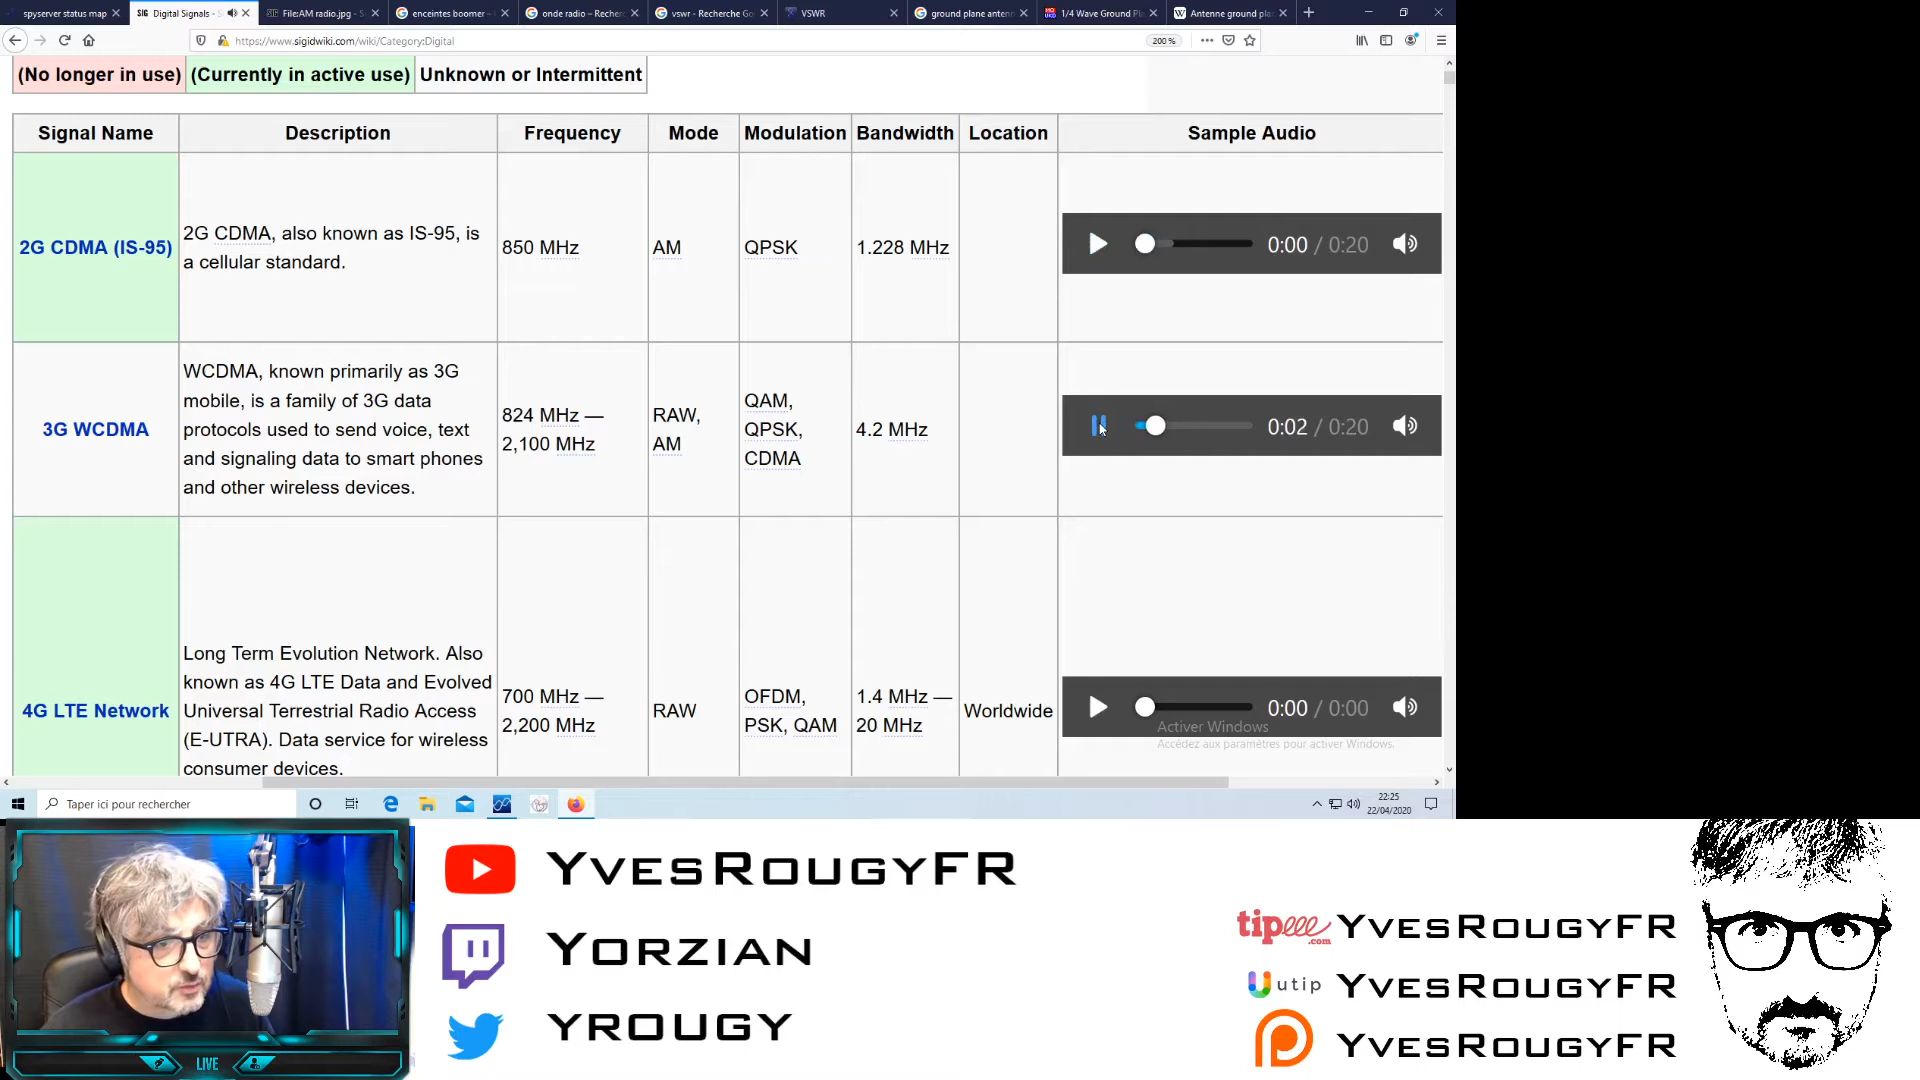 spyserver status map
SIG Digital Signals - S
File:AM radio.jpg - S
enceintes boomer –
onde radio – Recher
vswr - Recherche Go
VSWR
ground plane anten
1/4 Wave Ground Pl
W Antenne ground pla
https://www.sigidwiki.com/wiki/Category:Digital
200 %
(No longer in use) (Currently in active use) Unknown or Intermittent
Signal Name Description Frequency Mode Modulation Bandwidth Location Sample Audio
2G CDMA (IS-95)
2G CDMA, also known as IS-95, is
a cellular standard.
850 MHz
AM
QPSK
1.228 MHz
0:00 / 0:20
3G WCDMA
WCDMA, known primarily as 3G
mobile, is a family of 3G data
protocols used to send voice, text
and signaling data to smart phones
and other wireless devices.
824 MHz —
2,100 MHz
RAW,
AM
QAM,
QPSK,
CDMA
4.2 MHz
0:02 / 0:20
4G LTE Network
Long Term Evolution Network. Also
known as 4G LTE Data and Evolved
Universal Terrestrial Radio Access
(E-UTRA). Data service for wireless
consumer devices.
700 MHz —
2,200 MHz
RAW
OFDM,
PSK, QAM
1.4 MHz —
20 MHz
Worldwide
0:00 / 0:00
Activer Windows
Accédez aux paramètres pour activer Windows.
Taper ici pour rechercher
22:25
22/04/2020
LIVE
YvesRougyFR
Yorzian
YROUGY
tipeee.com YvesRougyFR
utip YvesRougyFR
YvesRougyFR